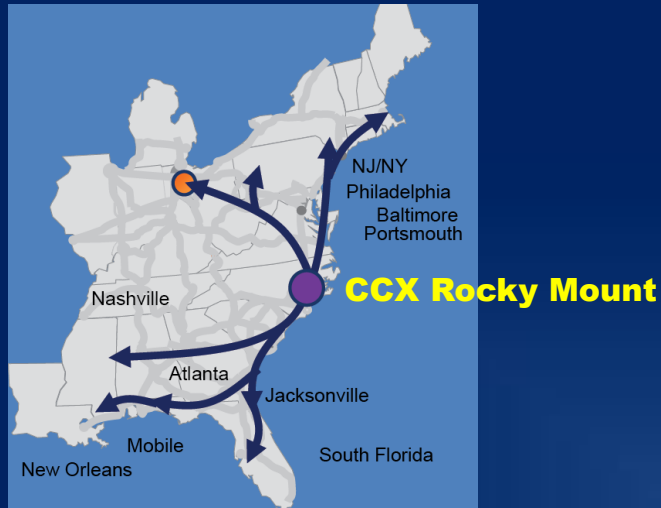 NJ/NY
Philadelphia
Baltimore
Portsmouth
CCX Rocky Mount
Nashville
Atlanta
Jacksonville
Mobile
South Florida
New Orleans